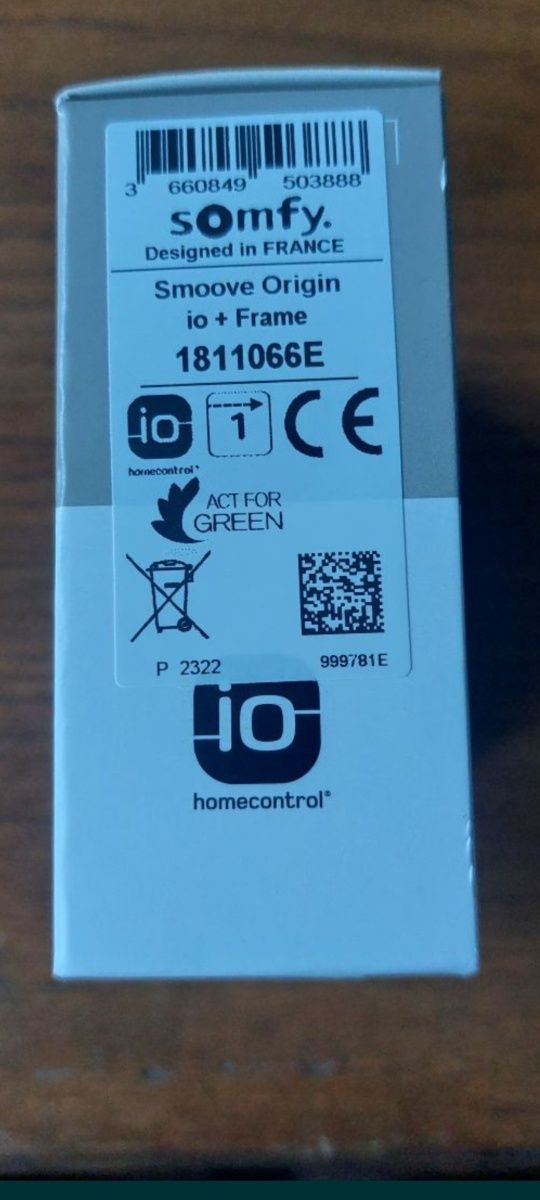 3 660849 503888
somfy.
Designed in FRANCE
Smoove Origin
io + Frame
1811066E
io
homecontrol®
1
CE
ACT FOR
GREEN
P 2322
999781E
io
homecontrol®